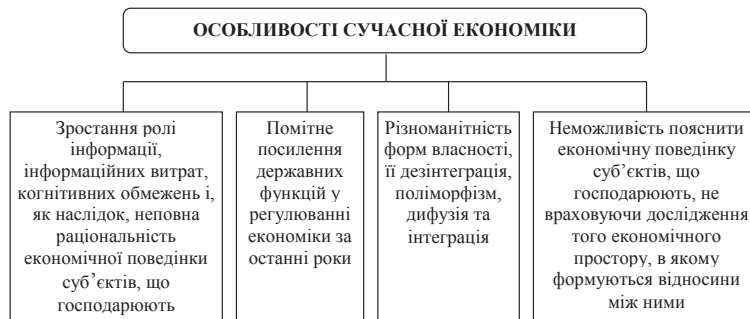 ОСОБЛИВОСТІ СУЧАСНОЇ ЕКОНОМІКИ
Зростання ролі
інформації,
інформаційних витрат,
когнітивних обмежень і,
як наслідок, неповна
раціональність
економічної поведінки
суб’єктів, що
господарюють
Помітне
посилення
державних
функцій у
регулюванні
економіки за
останні роки
Різноманітність
форм власності,
її дезінтеграція,
поліморфізм,
дифузія та
інтеграція
Неможливість пояснити
економічну поведінку
суб’єктів, що
господарюють, не
враховуючи дослідження
того економічного
простору, в якому
формуються відносини
між ними